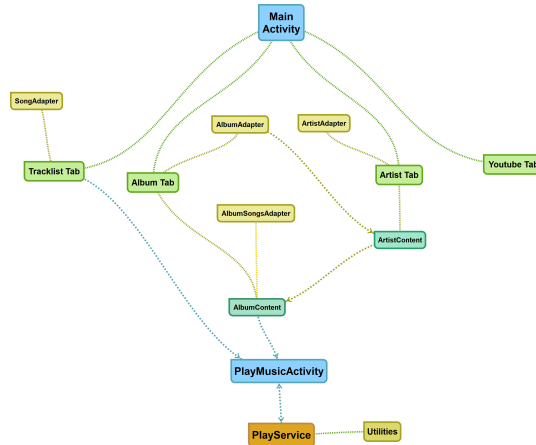 Main
Activity
SongAdapter
AlbumAdapter
ArtistAdapter
Tracklist Tab
Album Tab
Artist Tab
Youtube Tab
AlbumSongsAdapter
ArtistContent
AlbumContent
PlayMusicActivity
PlayService
Utilities